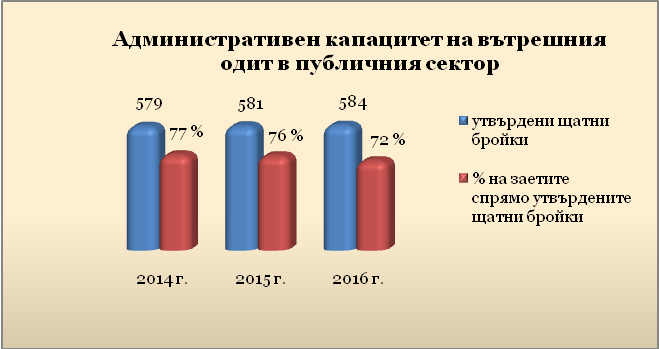 Административен капацитет на вътрешния
одит в публичния сектор
579
77 %
581
76 %
584
72 %
2014 г.
2015 г.
2016 г.
утвърдени щатни
бройки
% на заетите
спрямо утвърдените
щатни бройки